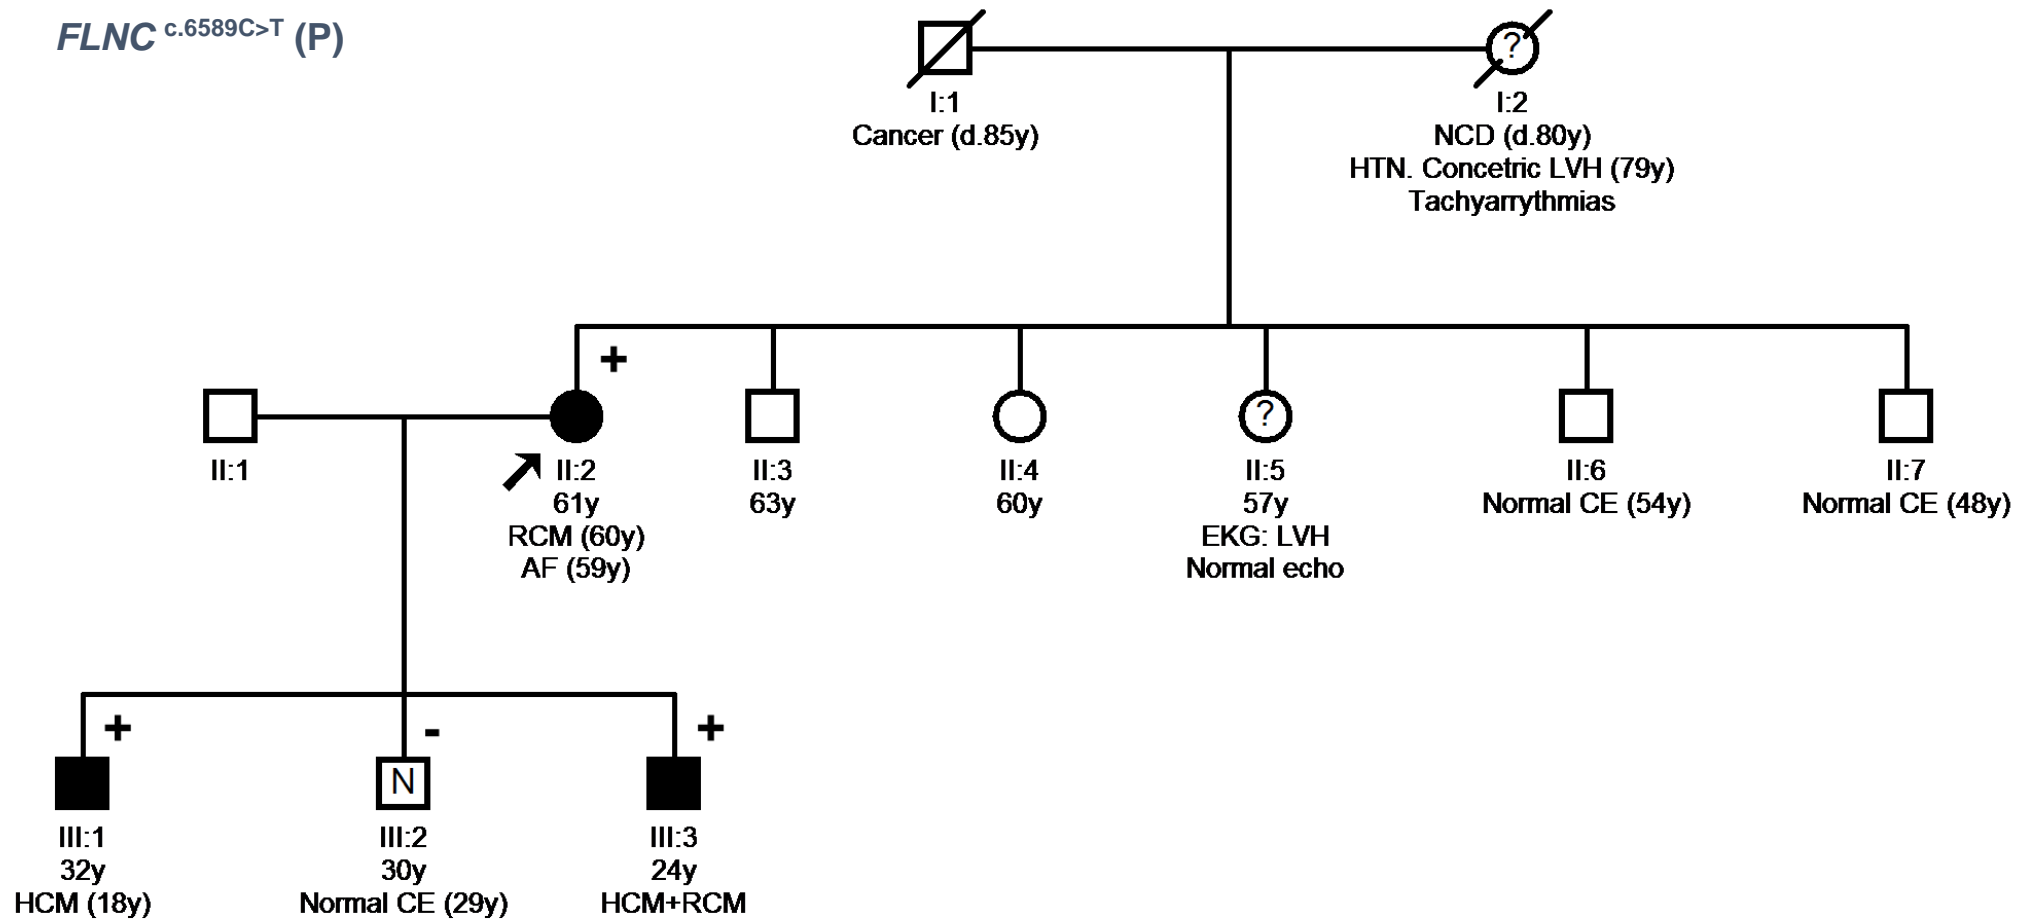 FLNC c.6589C>T (P)
?
I:1
Cancer (d.85y)
I:2
NCD (d.80y)
HTN. Concetric LVH (79y)
Tachyarrythmias
+
?
II:1
II:2
61y
RCM (60y)
AF (59y)
II:3
63y
II:4
60y
II:5
57y
EKG: LVH
Normal echo
II:6
Normal CE (54y)
II:7
Normal CE (48y)
+
-
+
N
III:1
32y
HCM (18y)
III:2
30y
Normal CE (29y)
III:3
24y
HCM+RCM